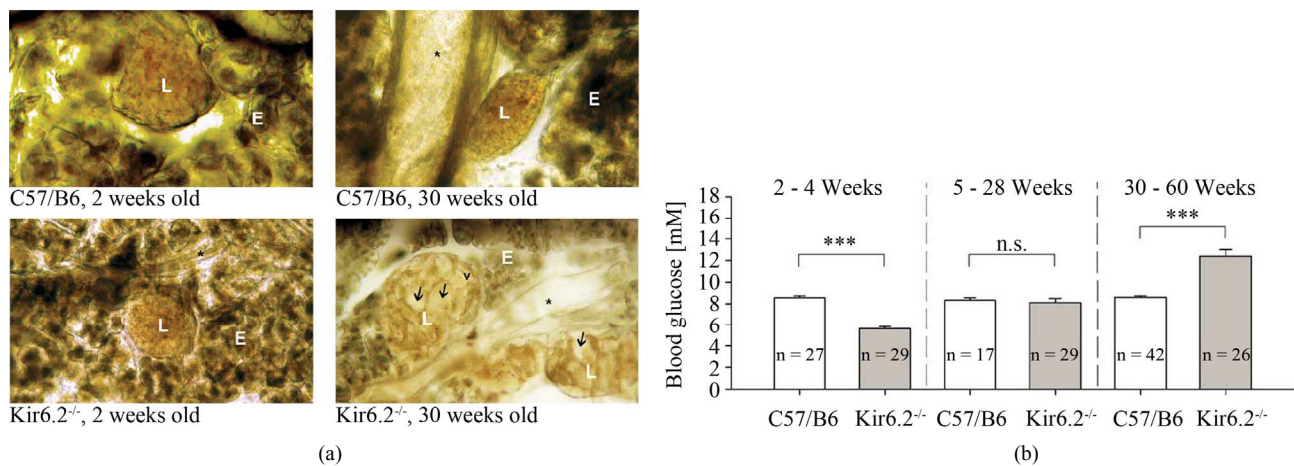 L
E
C57/B6, 2 weeks old
*
L
E
C57/B6, 30 weeks old
*
L
E
Kir6.2-/-, 2 weeks old
E
v
*
L
L
Kir6.2-/-, 30 weeks old
(a)
2 - 4 Weeks
5 - 28 Weeks
30 - 60 Weeks
Blood glucose [mM]
18
16
14
12
10
8
6
4
2
0
***
n.s.
***
n = 27
n = 29
n = 17
n = 29
n = 42
n = 26
C57/B6
Kir6.2-/-
C57/B6
Kir6.2-/-
C57/B6
Kir6.2-/-
(b)